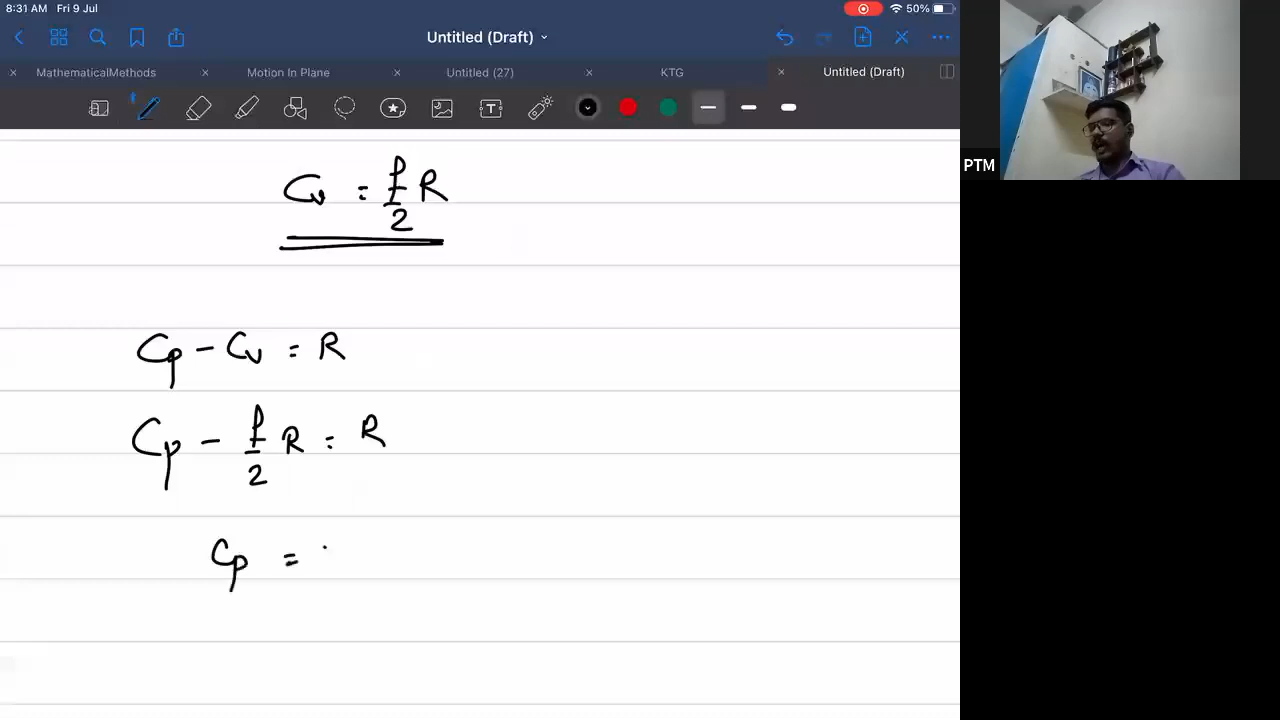 8:31 AM Fri 9 Jul
50%
Untitled (Draft)
MathematicalMethods
Motion In Plane
Untitled (27)
KTG
Untitled (Draft)
PTM
Cv = f/2 R
Cp - Cv = R
Cp - f/2 R = R
Cp =